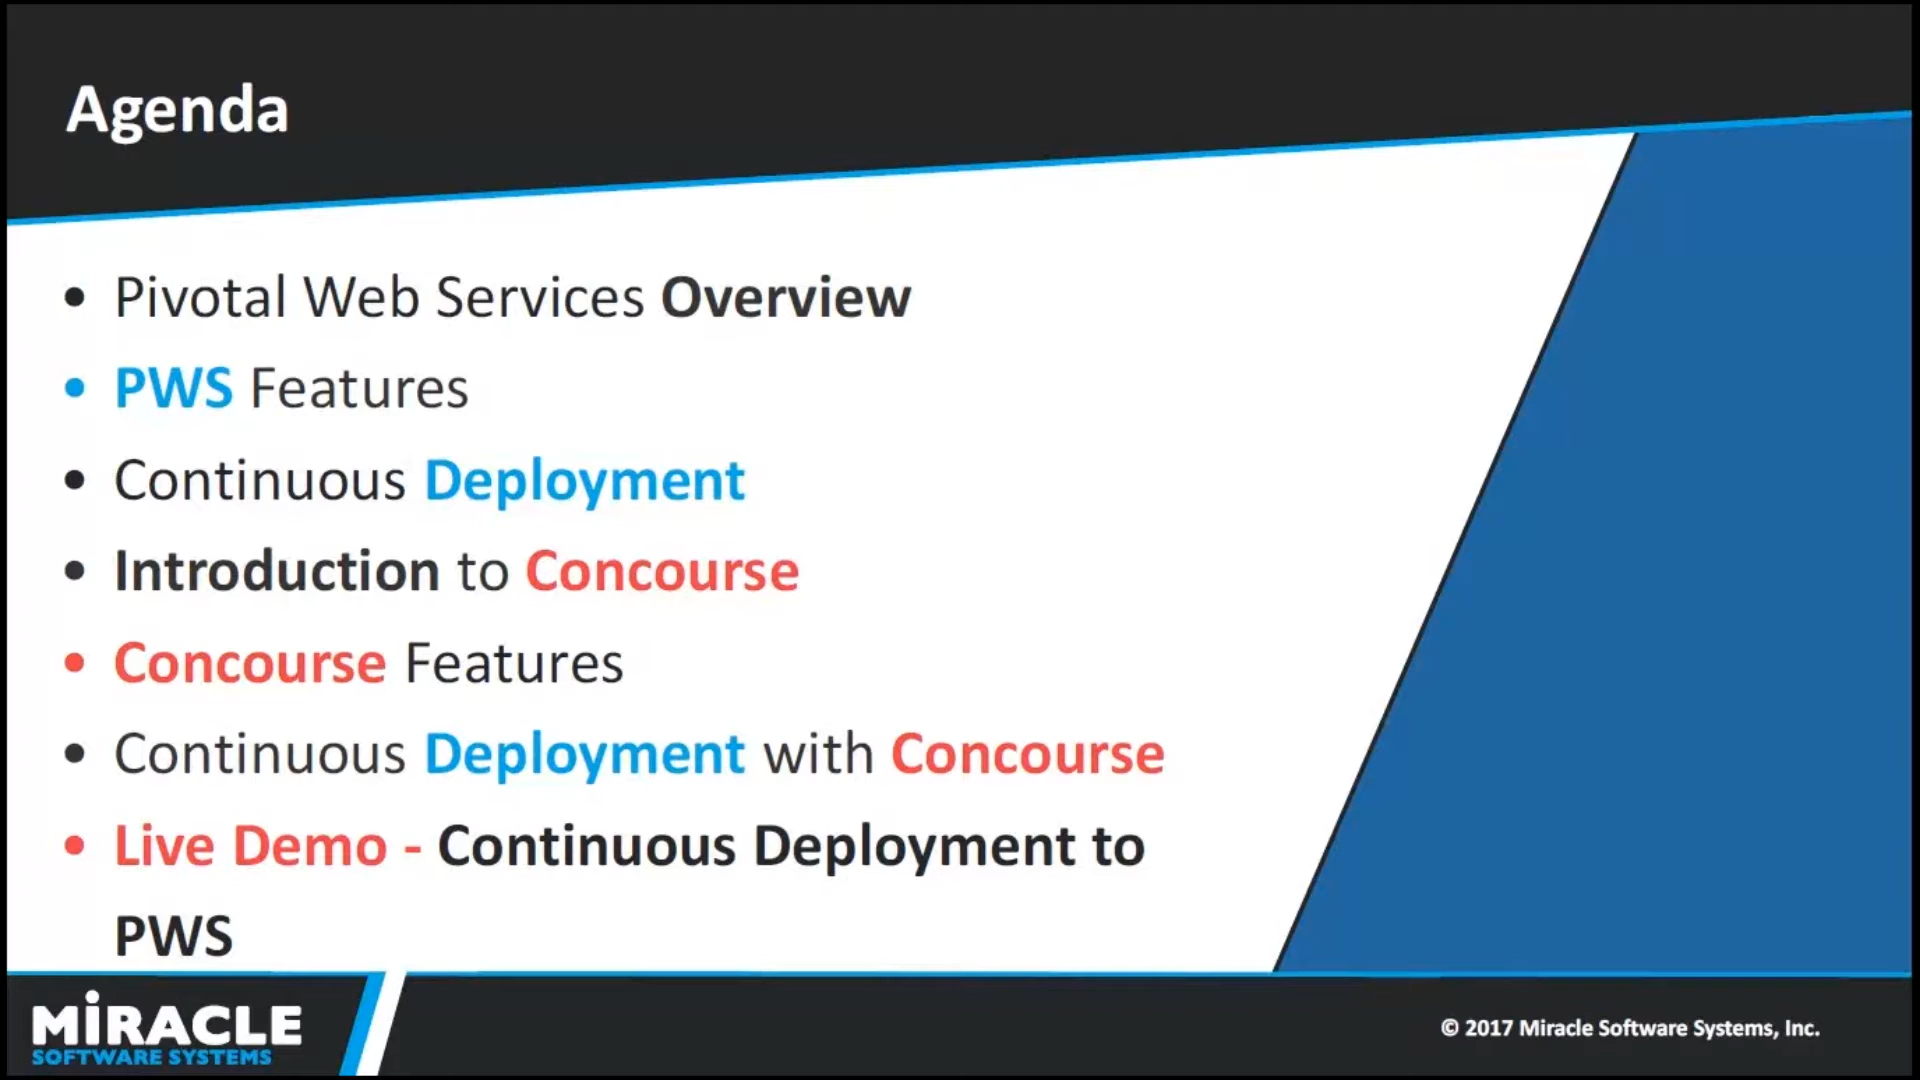 Agenda
• Pivotal Web Services Overview
• PWS Features
• Continuous Deployment
• Introduction to Concourse
• Concourse Features
• Continuous Deployment with Concourse
• Live Demo - Continuous Deployment to
PWS
MiRACLE
SOFTWARE SYSTEMS
© 2017 Miracle Software Systems, Inc.